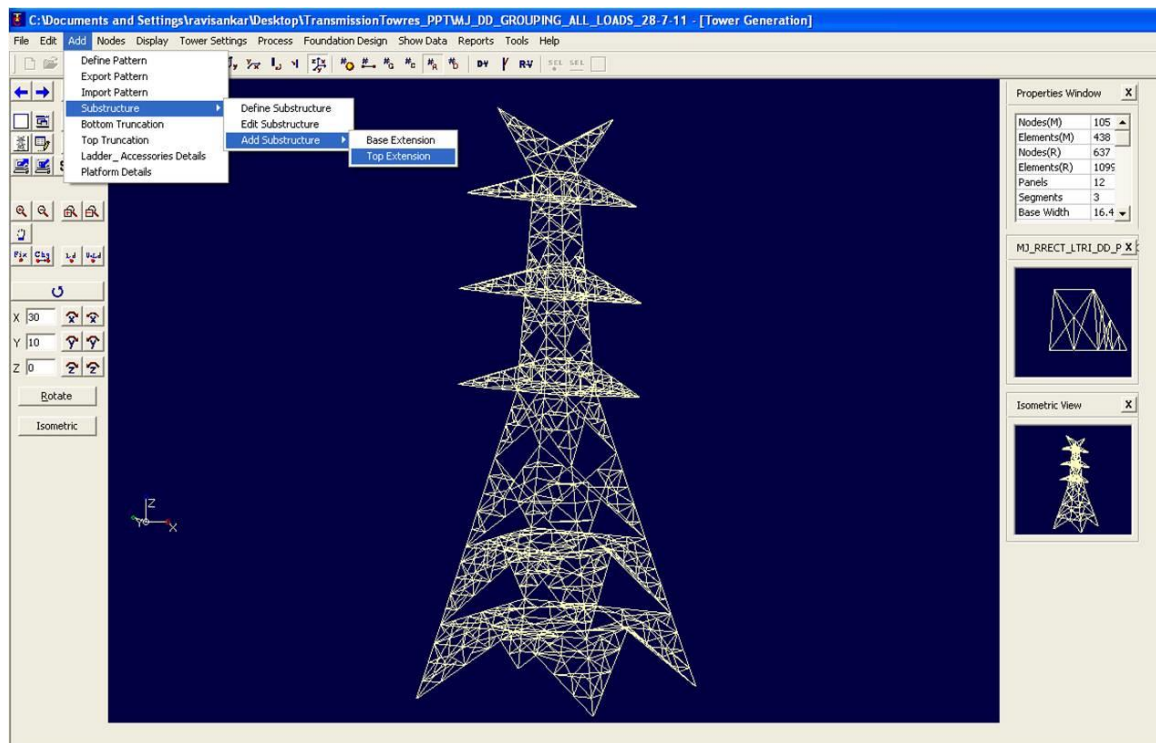 C:\Documents and Settings\ravisankar\Desktop\TransmissionTowres_PPT\MJ_DD_GROUPING_ALL_LOADS_28-7-11 - [Tower Generation]
File Edit Add Nodes Display Tower Settings Process Foundation Design Show Data Reports Tools Help
Define Pattern
Export Pattern
Import Pattern
Substructure
Bottom Truncation
Top Truncation
Ladder_ Accessories Details
Platform Details
Define Substructure
Edit Substructure
Add Substructure
Base Extension
Top Extension
Properties Window X
Nodes(M) 105
Elements(M) 438
Nodes(R) 637
Elements(R) 1099
Panels 12
Segments 3
Base Width 16.4
MJ_RRECT_LTRI_DD_P X
Isometric View X
X 30
Y 10
Z 0
Rotate
Isometric
Z
Y X